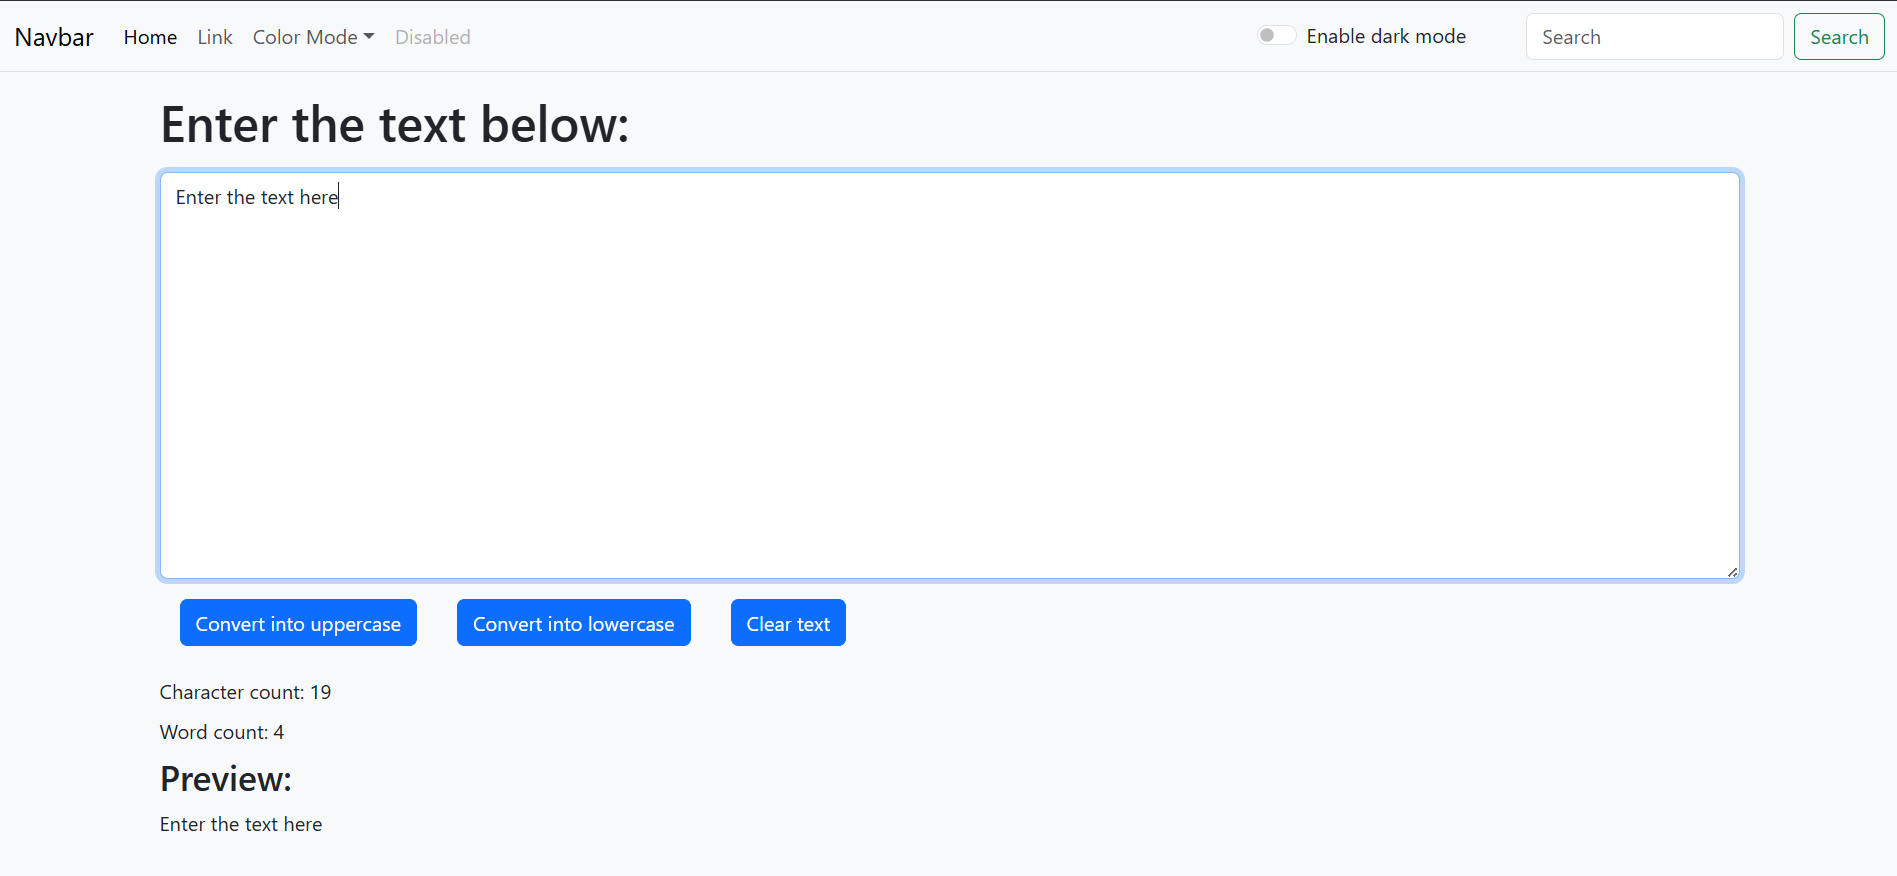 Navbar Home Link Color Mode Disabled Enable dark mode Search Search
Enter the text below:
Enter the text here
Convert into uppercase Convert into lowercase Clear text
Character count: 19
Word count: 4
Preview:
Enter the text here